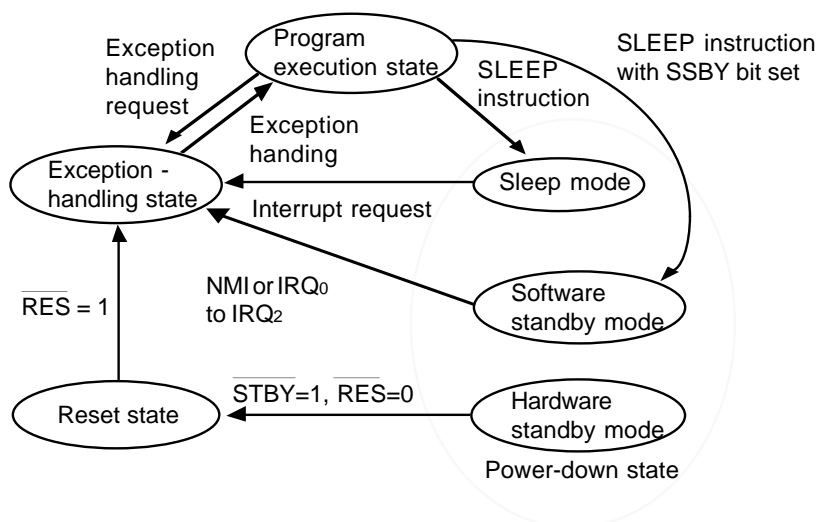 Program
execution state
Exception
handling
request
SLEEP
instruction
SLEEP instruction
with SSBY bit set
Exception
handing
Exception -
handling state
Sleep mode
Interrupt request
NMI or IRQ0
to IRQ2
Software
standby mode
RES = 1
STBY=1, RES=0
Reset state
Hardware
standby mode
Power-down state